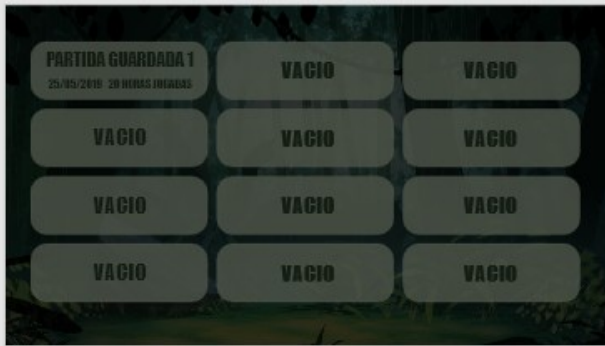 PARTIDA GUARDADA 1 VACIO VACIO
25/05/2019 20 HORAS JUGADAS
VACIO VACIO VACIO
VACIO VACIO VACIO
VACIO VACIO VACIO